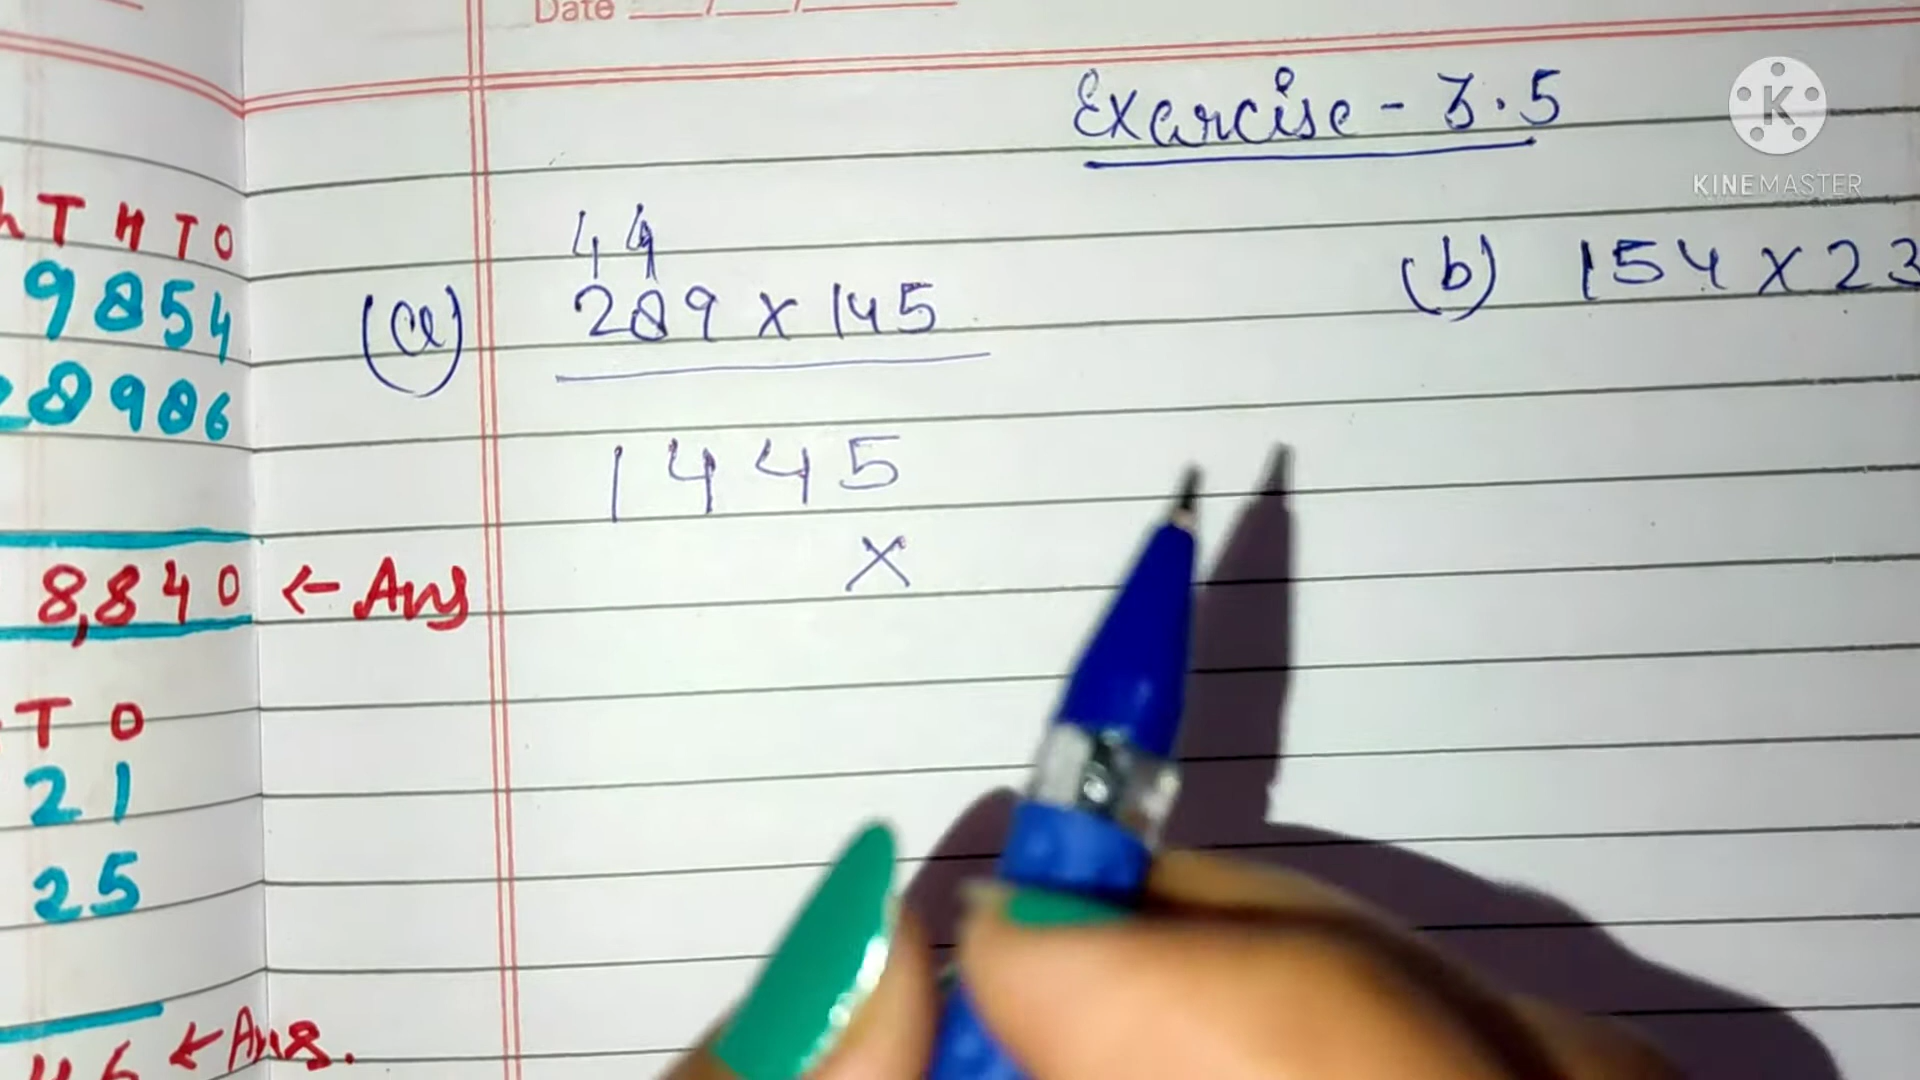 Date
Exercise - 3.5
KINEMASTER
T H T O
9854
28986
8,840 ← Ans
T O
21
25
46 ← Ans.
44
(a) 289 x 145
1445
x
(b) 154 x 23